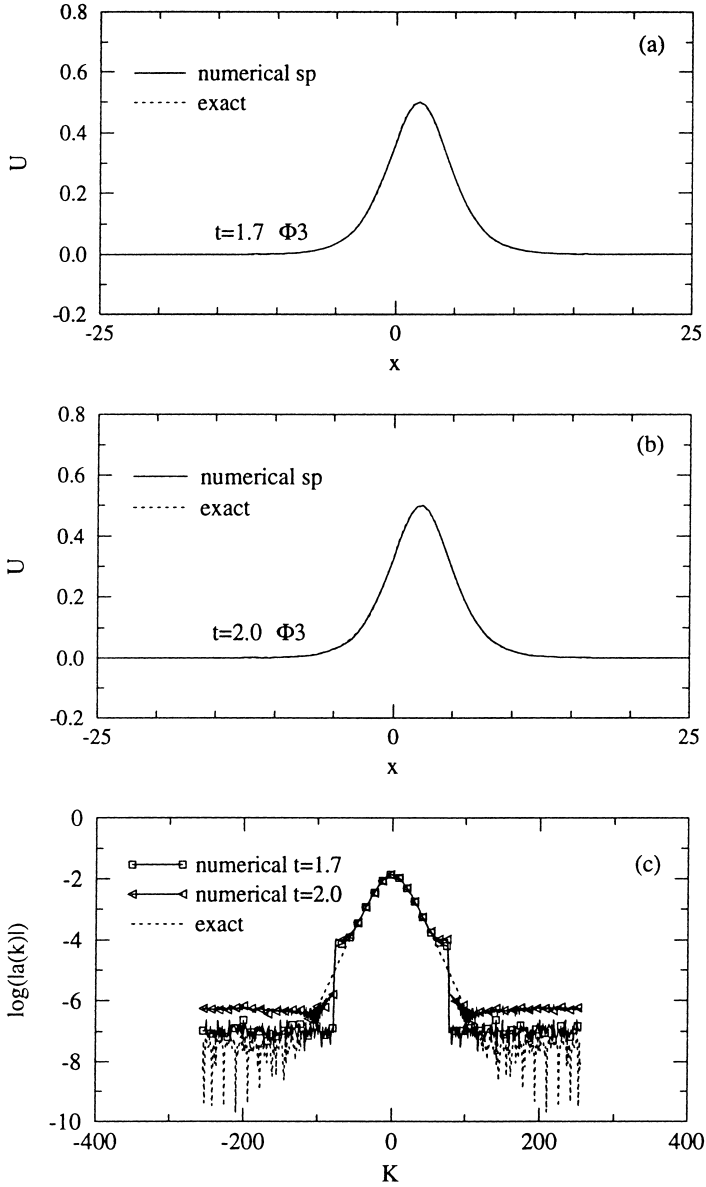 0.8
(a)
numerical sp
0.6
exact
0.4
U
0.2
t=1.7 Φ3
0.0
-0.2
-25
0
25
x
0.8
(b)
numerical sp
0.6
exact
0.4
U
0.2
t=2.0 Φ3
0.0
-0.2
-25
0
25
x
0
numerical t=1.7
(c)
-2
numerical t=2.0
exact
-4
log(|a(k)|)
-6
-8
-10
-400
-200
0
200
400
K